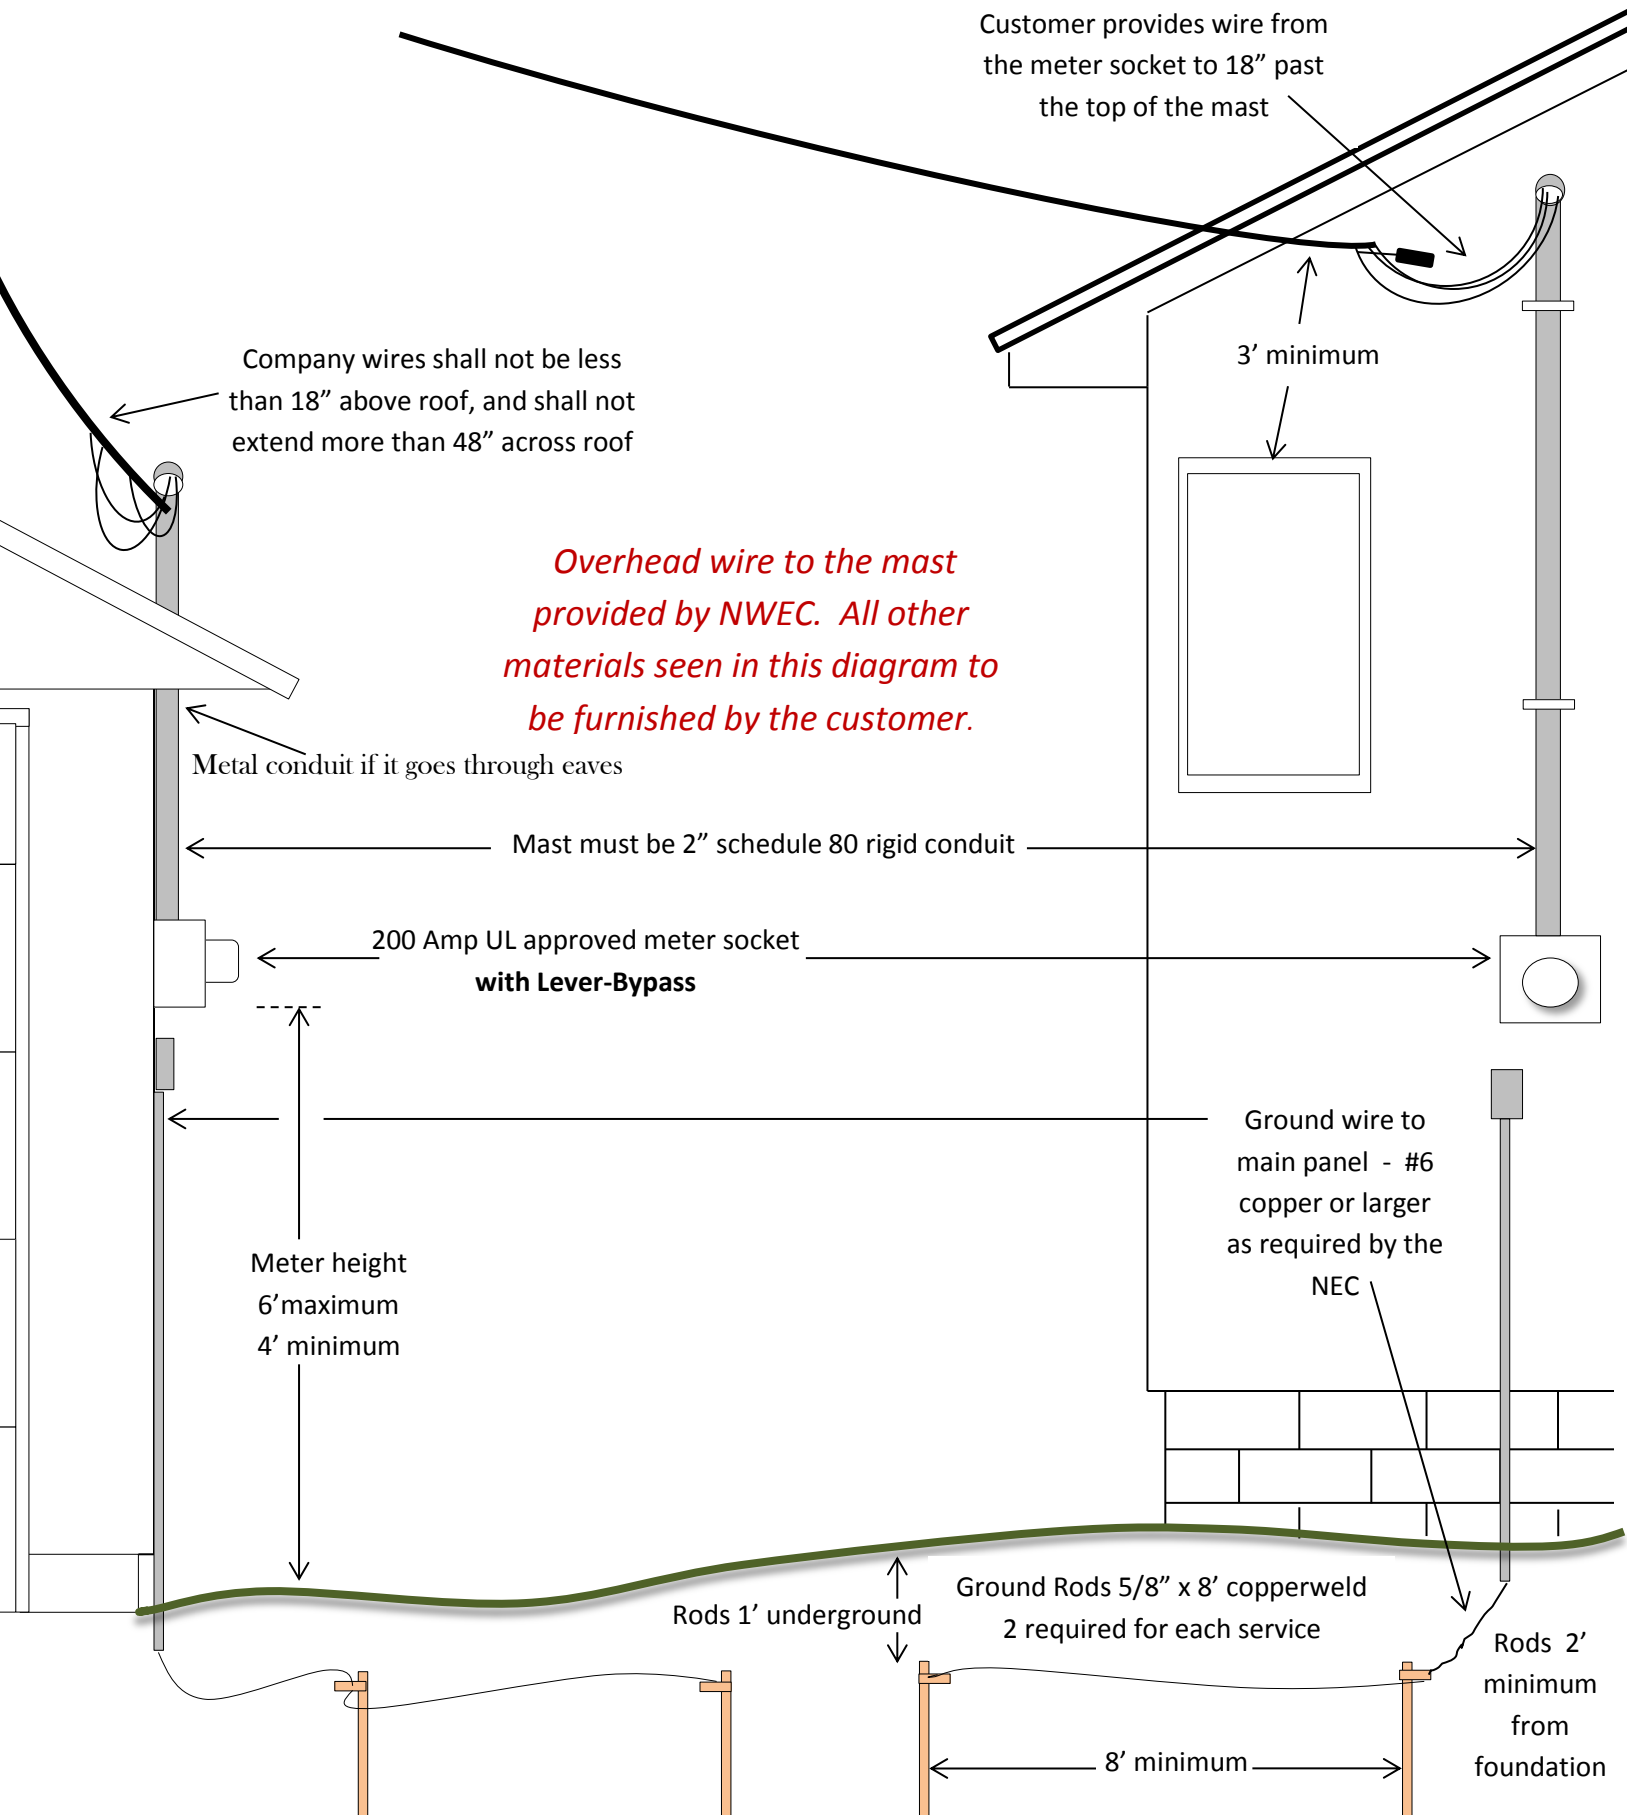 Customer provides wire from
the meter socket to 18” past
the top of the mast
Company wires shall not be less
than 18” above roof, and shall not
extend more than 48” across roof
3’ minimum
Overhead wire to the mast
provided by NWEC.  All other
materials seen in this diagram to
be furnished by the customer.
Metal conduit if it goes through eaves
Mast must be 2” schedule 80 rigid conduit
200 Amp UL approved meter socket
with Lever-Bypass
Ground wire to
main panel  -  #6
copper or larger
as required by the
NEC
Meter height
6’maximum
4’ minimum
Rods 1’ underground
Ground Rods 5/8” x 8’ copperweld
2 required for each service
Rods  2’
minimum
from
foundation
8’ minimum